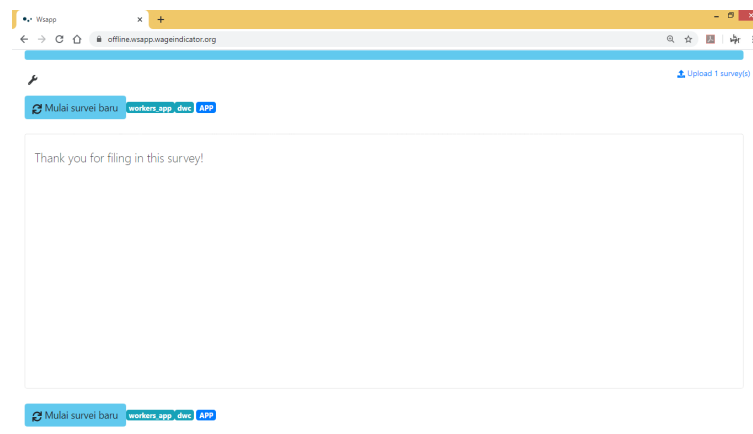 Wsapp
offline.wsapp.wageindicator.org
Upload 1 survey(s)
Mulai survei baru workers_app dwc APP
Thank you for filing in this survey!
Mulai survei baru workers_app dwc APP